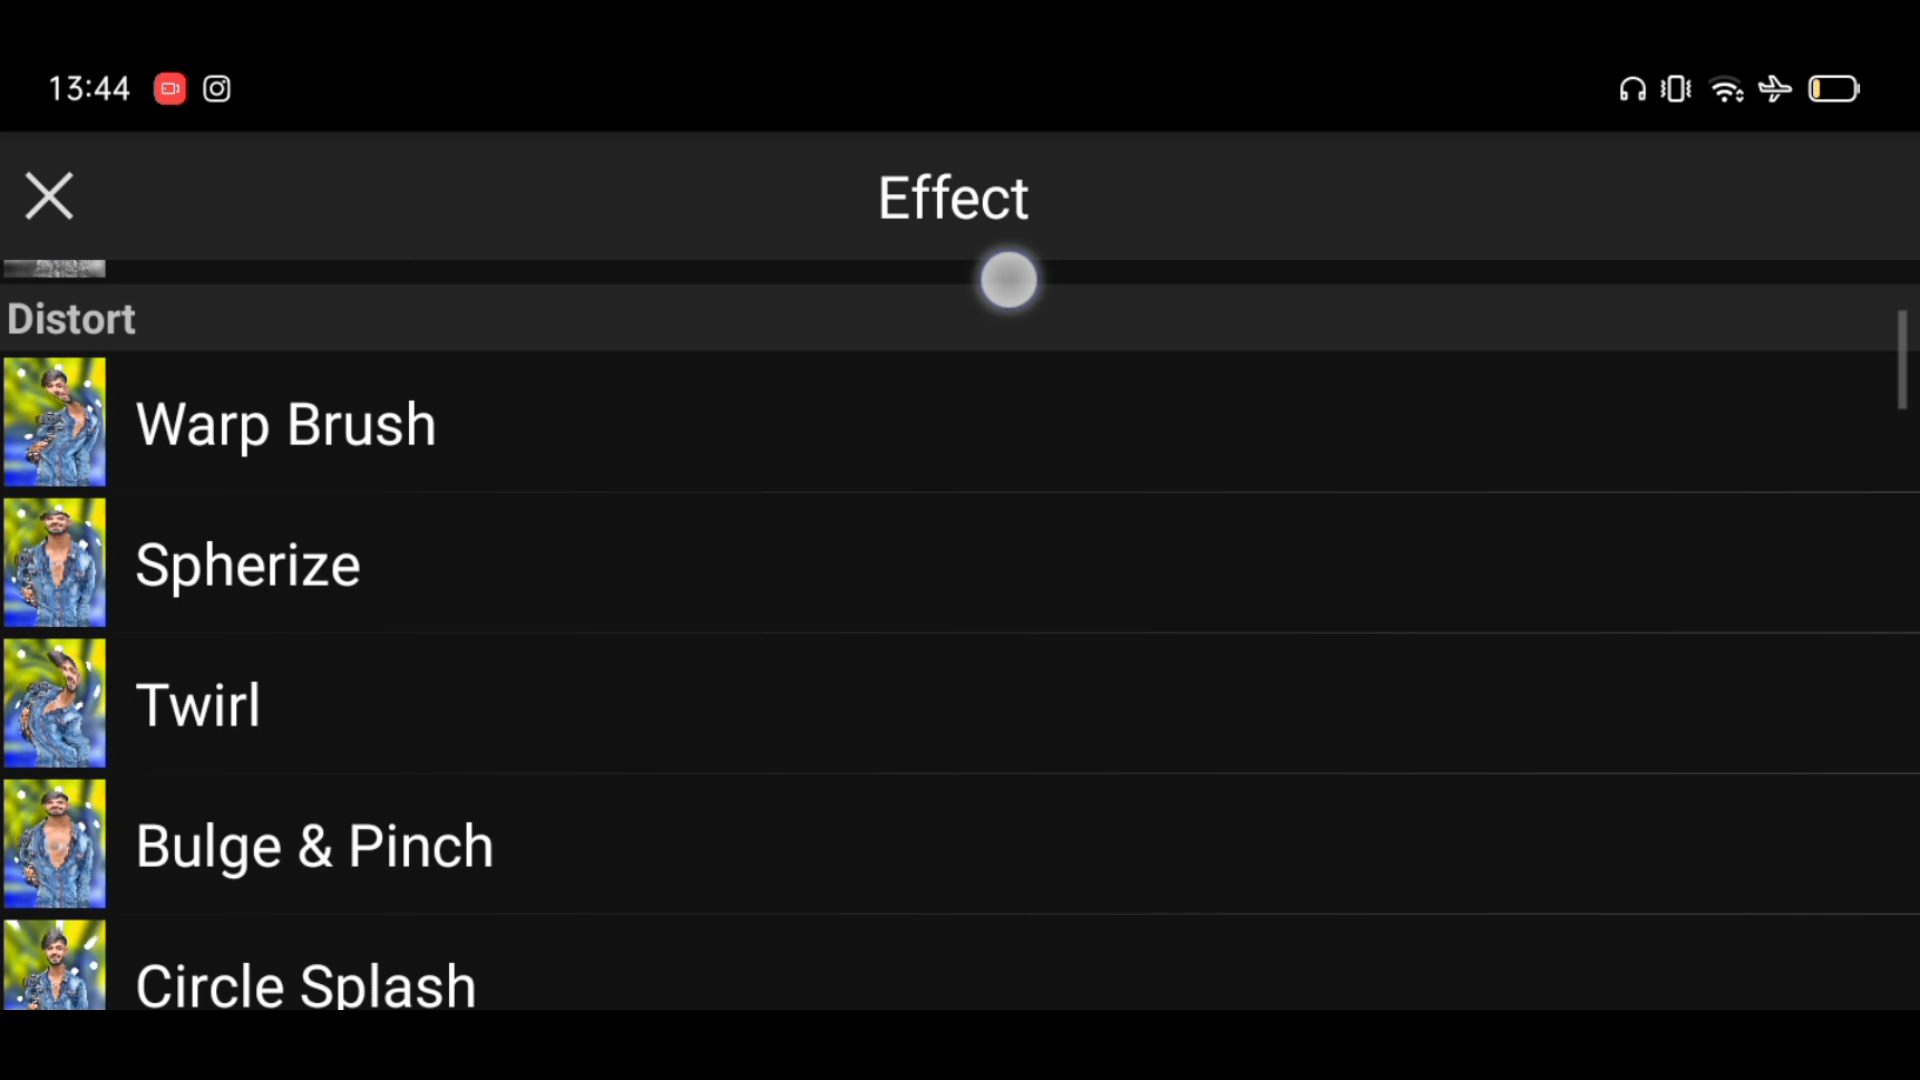 13:44
Effect
Distort
Warp Brush
Spherize
Twirl
Bulge & Pinch
Circle Splash